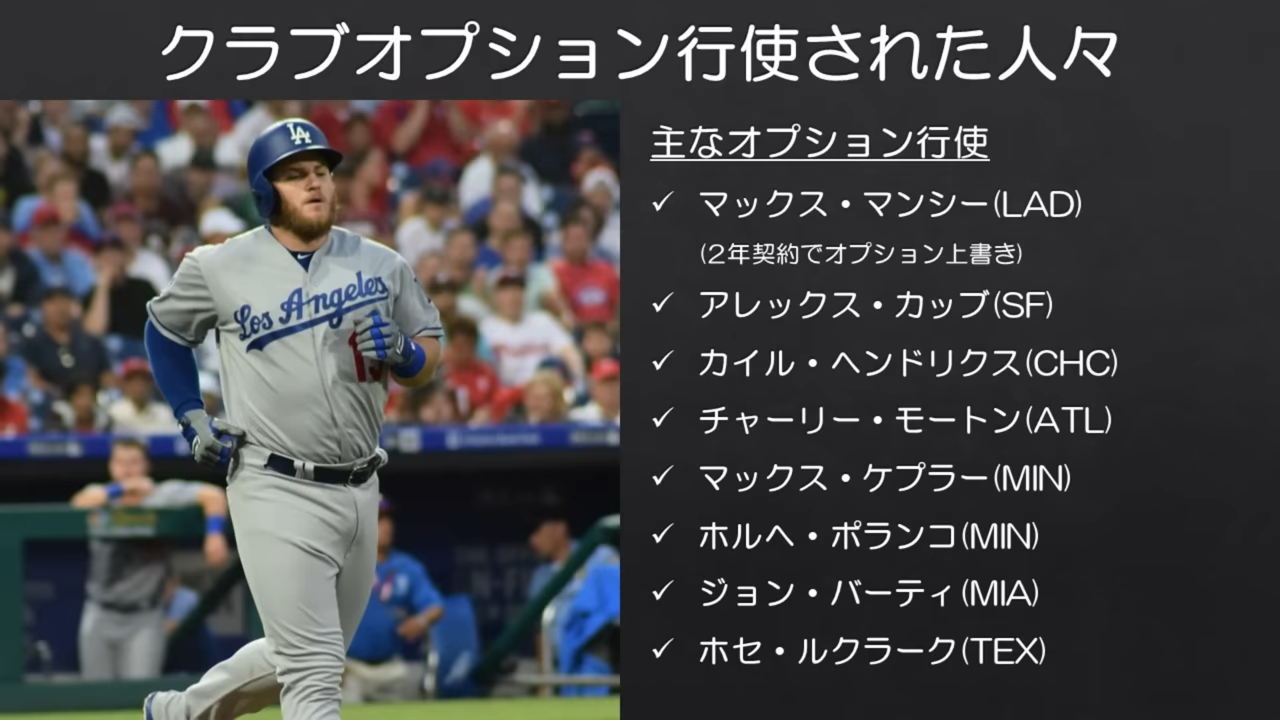 クラブオプション行使された人々
主なオプション行使
✓ マックス・マンシー(LAD)
(2年契約でオプション上書き)
✓ アレックス・カッブ(SF)
✓ カイル・ヘンドリクス(CHC)
✓ チャーリー・モートン(ATL)
✓ マックス・ケプラー(MIN)
✓ ホルヘ・ポランコ(MIN)
✓ ジョン・バーティ(MIA)
✓ ホセ・ルクラーク(TEX)
LA
Los Angeles
13